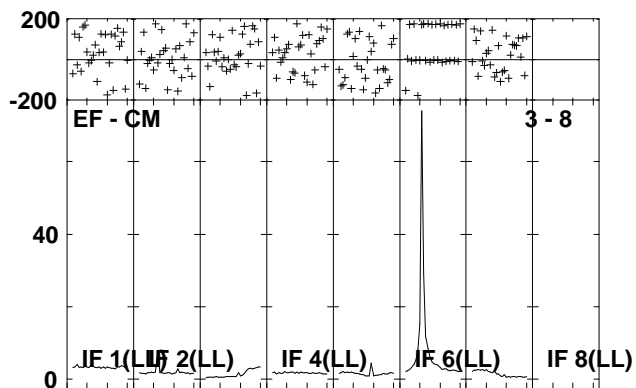 200
-200
EF - CM 3 - 8
40
IF 1(LL) IF 2(LL) IF 4(LL) IF 6(LL) IF 8(LL)
0